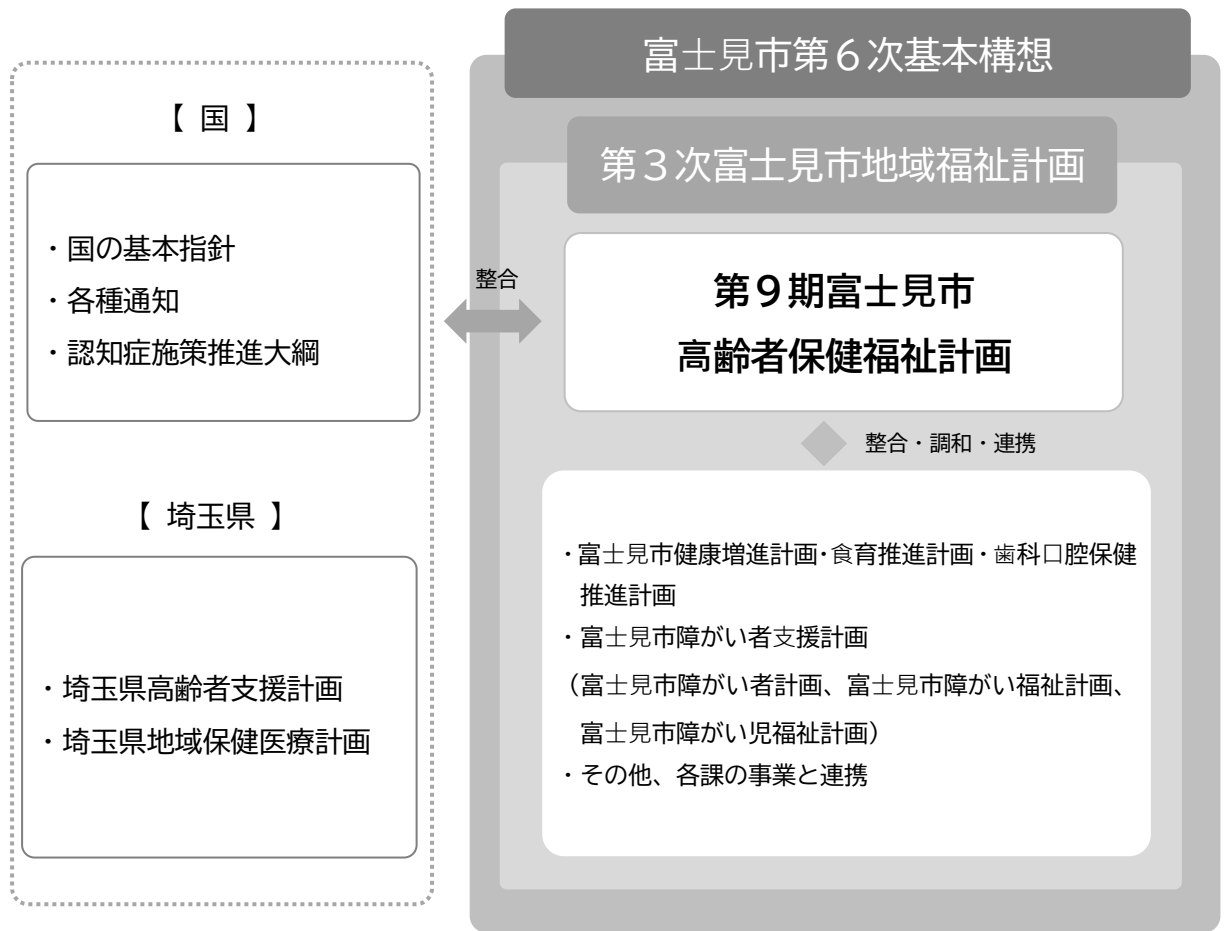 富士見市第６次基本構想
【 国 】
・国の基本指針
・各種通知
・認知症施策推進大綱
【 埼玉県 】
・埼玉県高齢者支援計画
・埼玉県地域保健医療計画
整合
第３次富士見市地域福祉計画
第９期富士見市
高齢者保健福祉計画
整合・調和・連携
・富士見市健康増進計画・食育推進計画・歯科口腔保健
推進計画
・富士見市障がい者支援計画
（富士見市障がい者計画、富士見市障がい福祉計画、
富士見市障がい児福祉計画）
・その他、各課の事業と連携